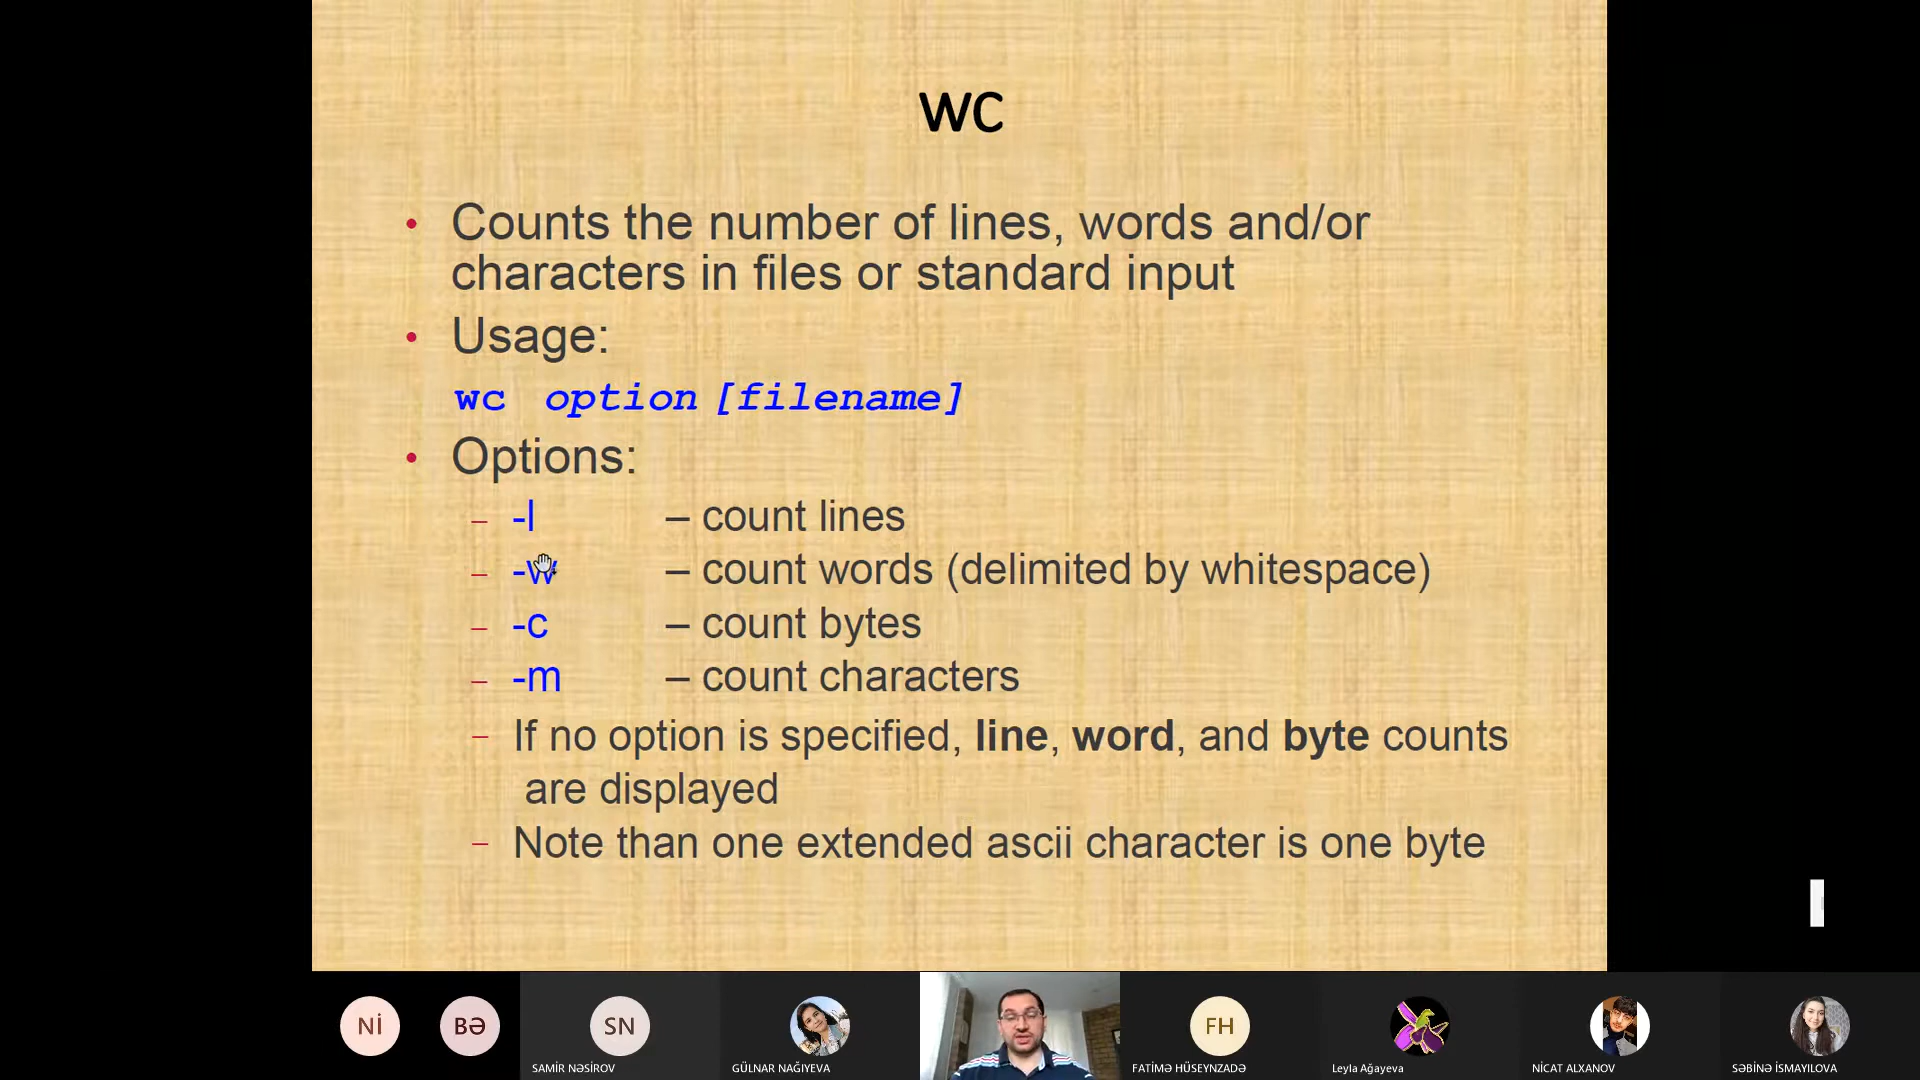 wc
• Counts the number of lines, words and/or
characters in files or standard input
• Usage:
wc option [filename]
• Options:
– -l – count lines
– -w – count words (delimited by whitespace)
– -c – count bytes
– -m – count characters
– If no option is specified, line, word, and byte counts
are displayed
– Note than one extended ascii character is one byte
Nİ
BƏ
SN
FH
SAMİR NƏSİROV
GÜLNAR NAĞIYEVA
FATİMƏ HÜSEYNZADƏ
Leyla Ağayeva
NİCAT ALXANOV
SƏBİNƏ İSMAYILOVA